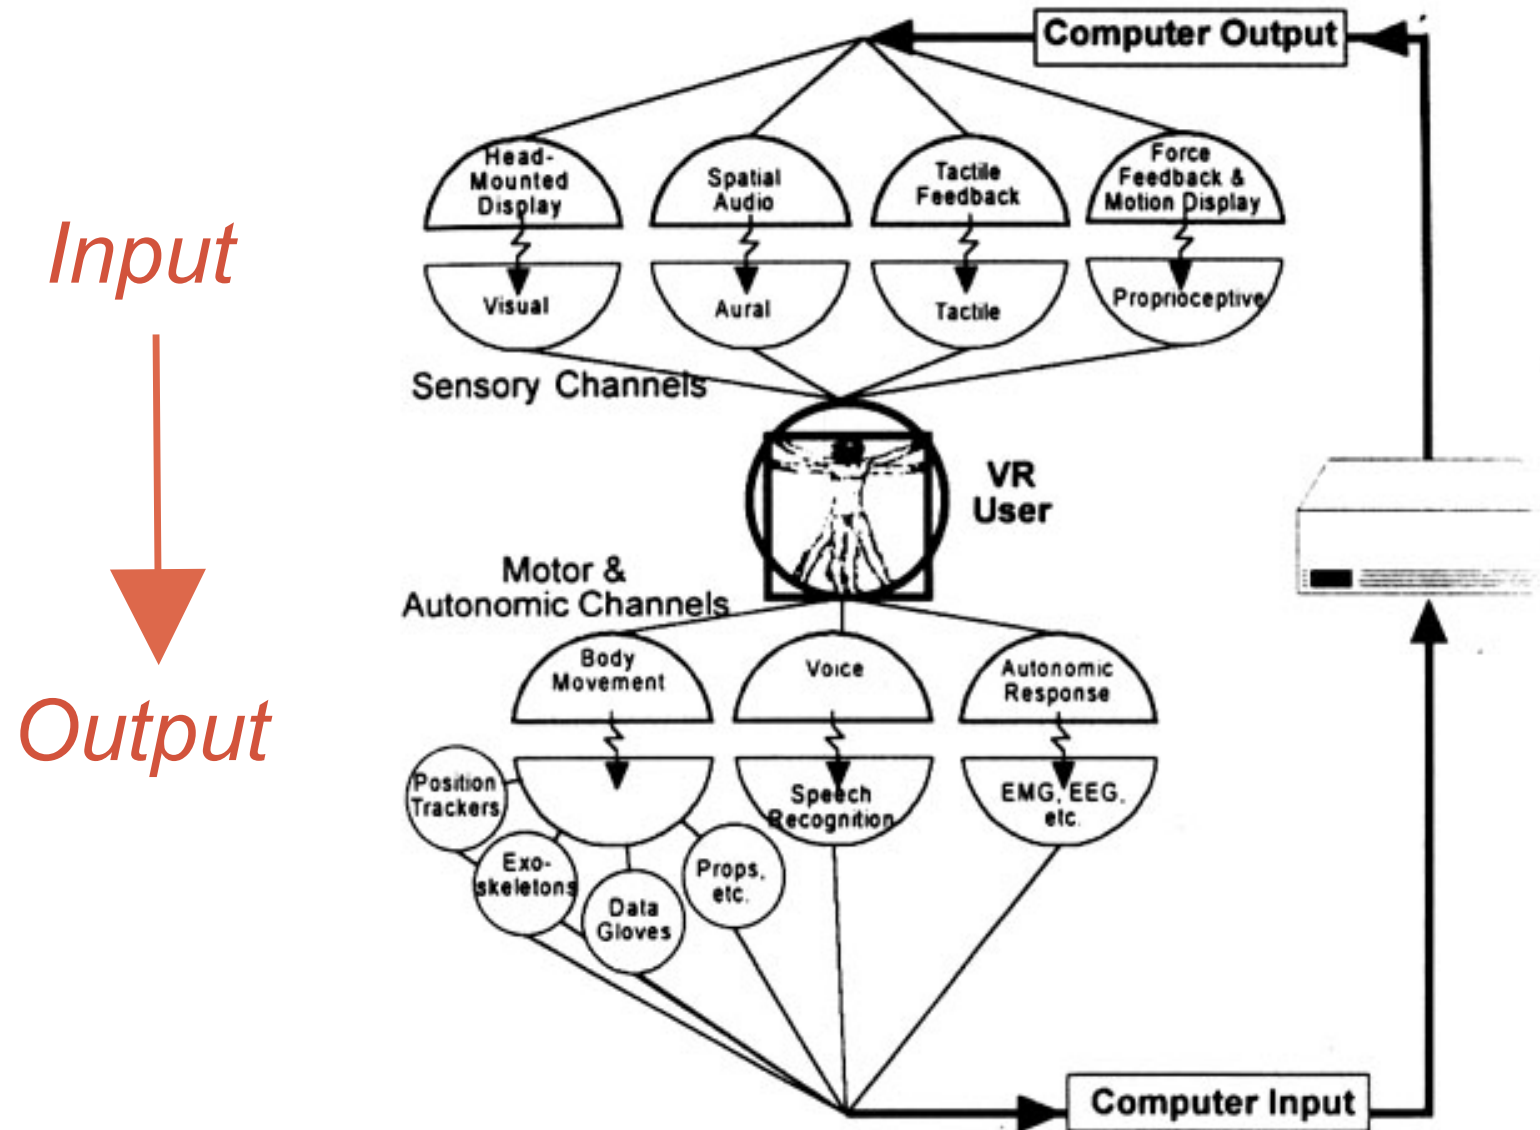 Computer Output
Head-
Mounted
Display
Spatial
Audio
Tactile
Feedback
Force
Feedback &
Motion Display
Input
Visual
Aural
Tactile
Proprioceptive
Sensory Channels
VR
User
Motor &
Autonomic Channels
Output
Body
Movement
Voice
Autonomic
Response
Position
Trackers
Speech
Recognition
EMG, EEG,
etc.
Exo-
skeletons
Data
Gloves
Props,
etc.
Computer Input